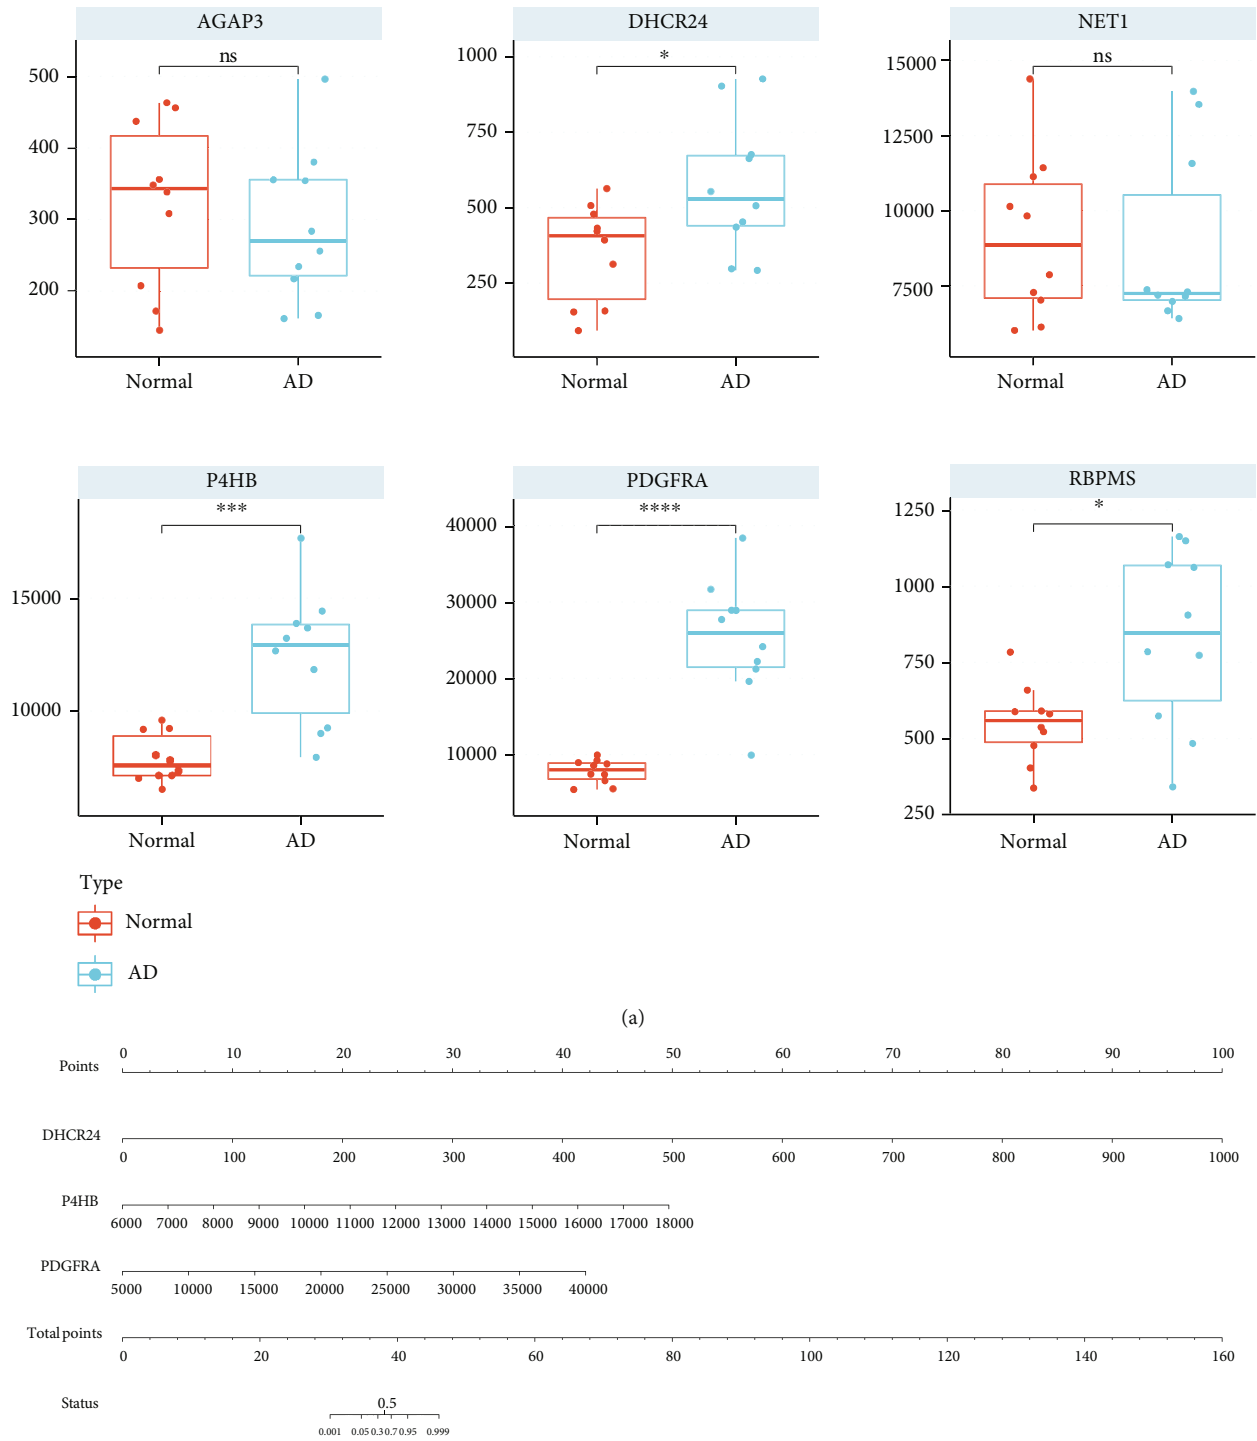 AGAP3
DHCR24
NET1
ns
*
ns
500
400
300
200
1000
750
500
250
15000
12500
10000
7500
Normal
AD
Normal
AD
Normal
AD
P4HB
PDGFRA
RBPMS
***
****
*
15000
10000
40000
30000
20000
10000
1250
1000
750
500
250
Normal
AD
Normal
AD
Normal
AD
Type
Normal
AD
(a)
Points
0 10 20 30 40 50 60 70 80 90 100
DHCR24
0 100 200 300 400 500 600 700 800 900 1000
P4HB
6000 7000 8000 9000 10000 11000 12000 13000 14000 15000 16000 17000 18000
PDGFRA
5000 10000 15000 20000 25000 30000 35000 40000
Total points
0 20 40 60 80 100 120 140 160
Status
0.5
0.001 0.05 0.3 0.7 0.95 0.999